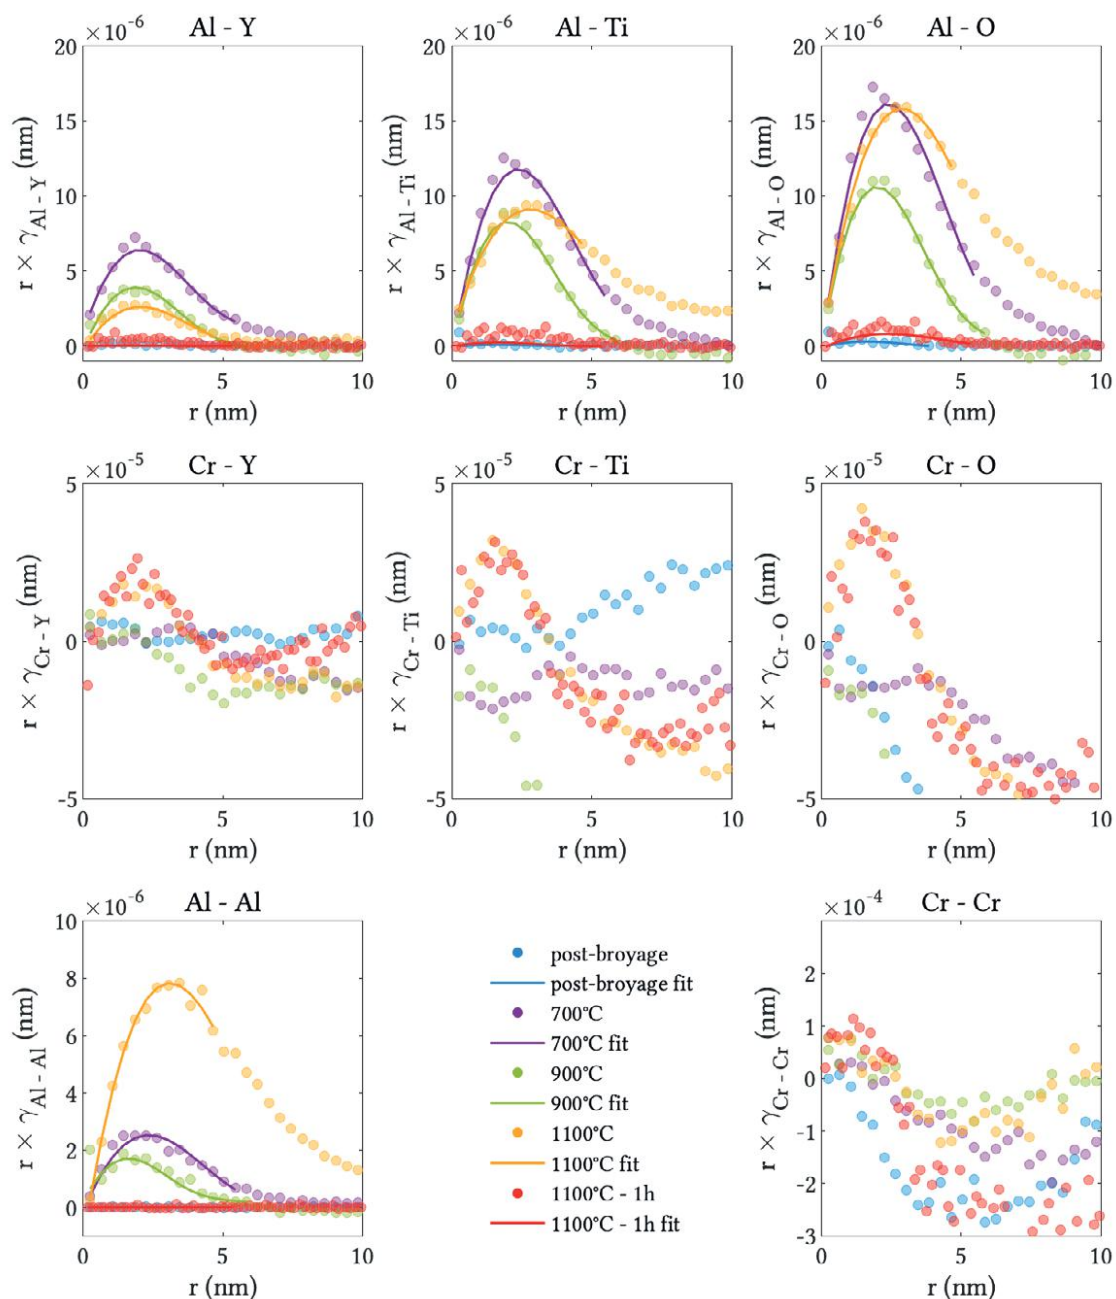 × 10⁻⁶ Al - Y
20
15
10
5
0
0 5 10
r (nm)
r × γAl - Y (nm)
× 10⁻⁶ Al - Ti
20
15
10
5
0
0 5 10
r (nm)
r × γAl - Ti (nm)
× 10⁻⁶ Al - O
20
15
10
5
0
0 5 10
r (nm)
r × γAl - O (nm)
× 10⁻⁵ Cr - Y
5
0
-5
0 5 10
r (nm)
r × γCr - Y (nm)
× 10⁻⁵ Cr - Ti
5
0
-5
0 5 10
r (nm)
r × γCr - Ti (nm)
× 10⁻⁵ Cr - O
5
0
-5
0 5 10
r (nm)
r × γCr - O (nm)
× 10⁻⁶ Al - Al
10
8
6
4
2
0
0 5 10
r (nm)
r × γAl - Al (nm)
post-broyage
post-broyage fit
700°C
700°C fit
900°C
900°C fit
1100°C
1100°C fit
1100°C - 1h
1100°C - 1h fit
× 10⁻⁴ Cr - Cr
2
1
0
-1
-2
-3
0 5 10
r (nm)
r × γCr - Cr (nm)